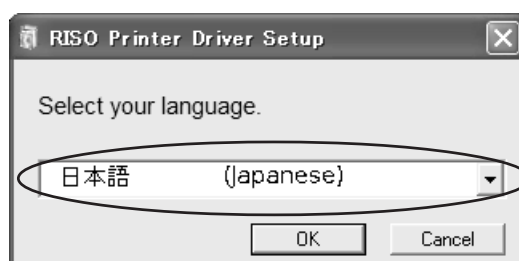 RISO Printer Driver Setup
Select your language.
日本語 (Japanese)
OK Cancel